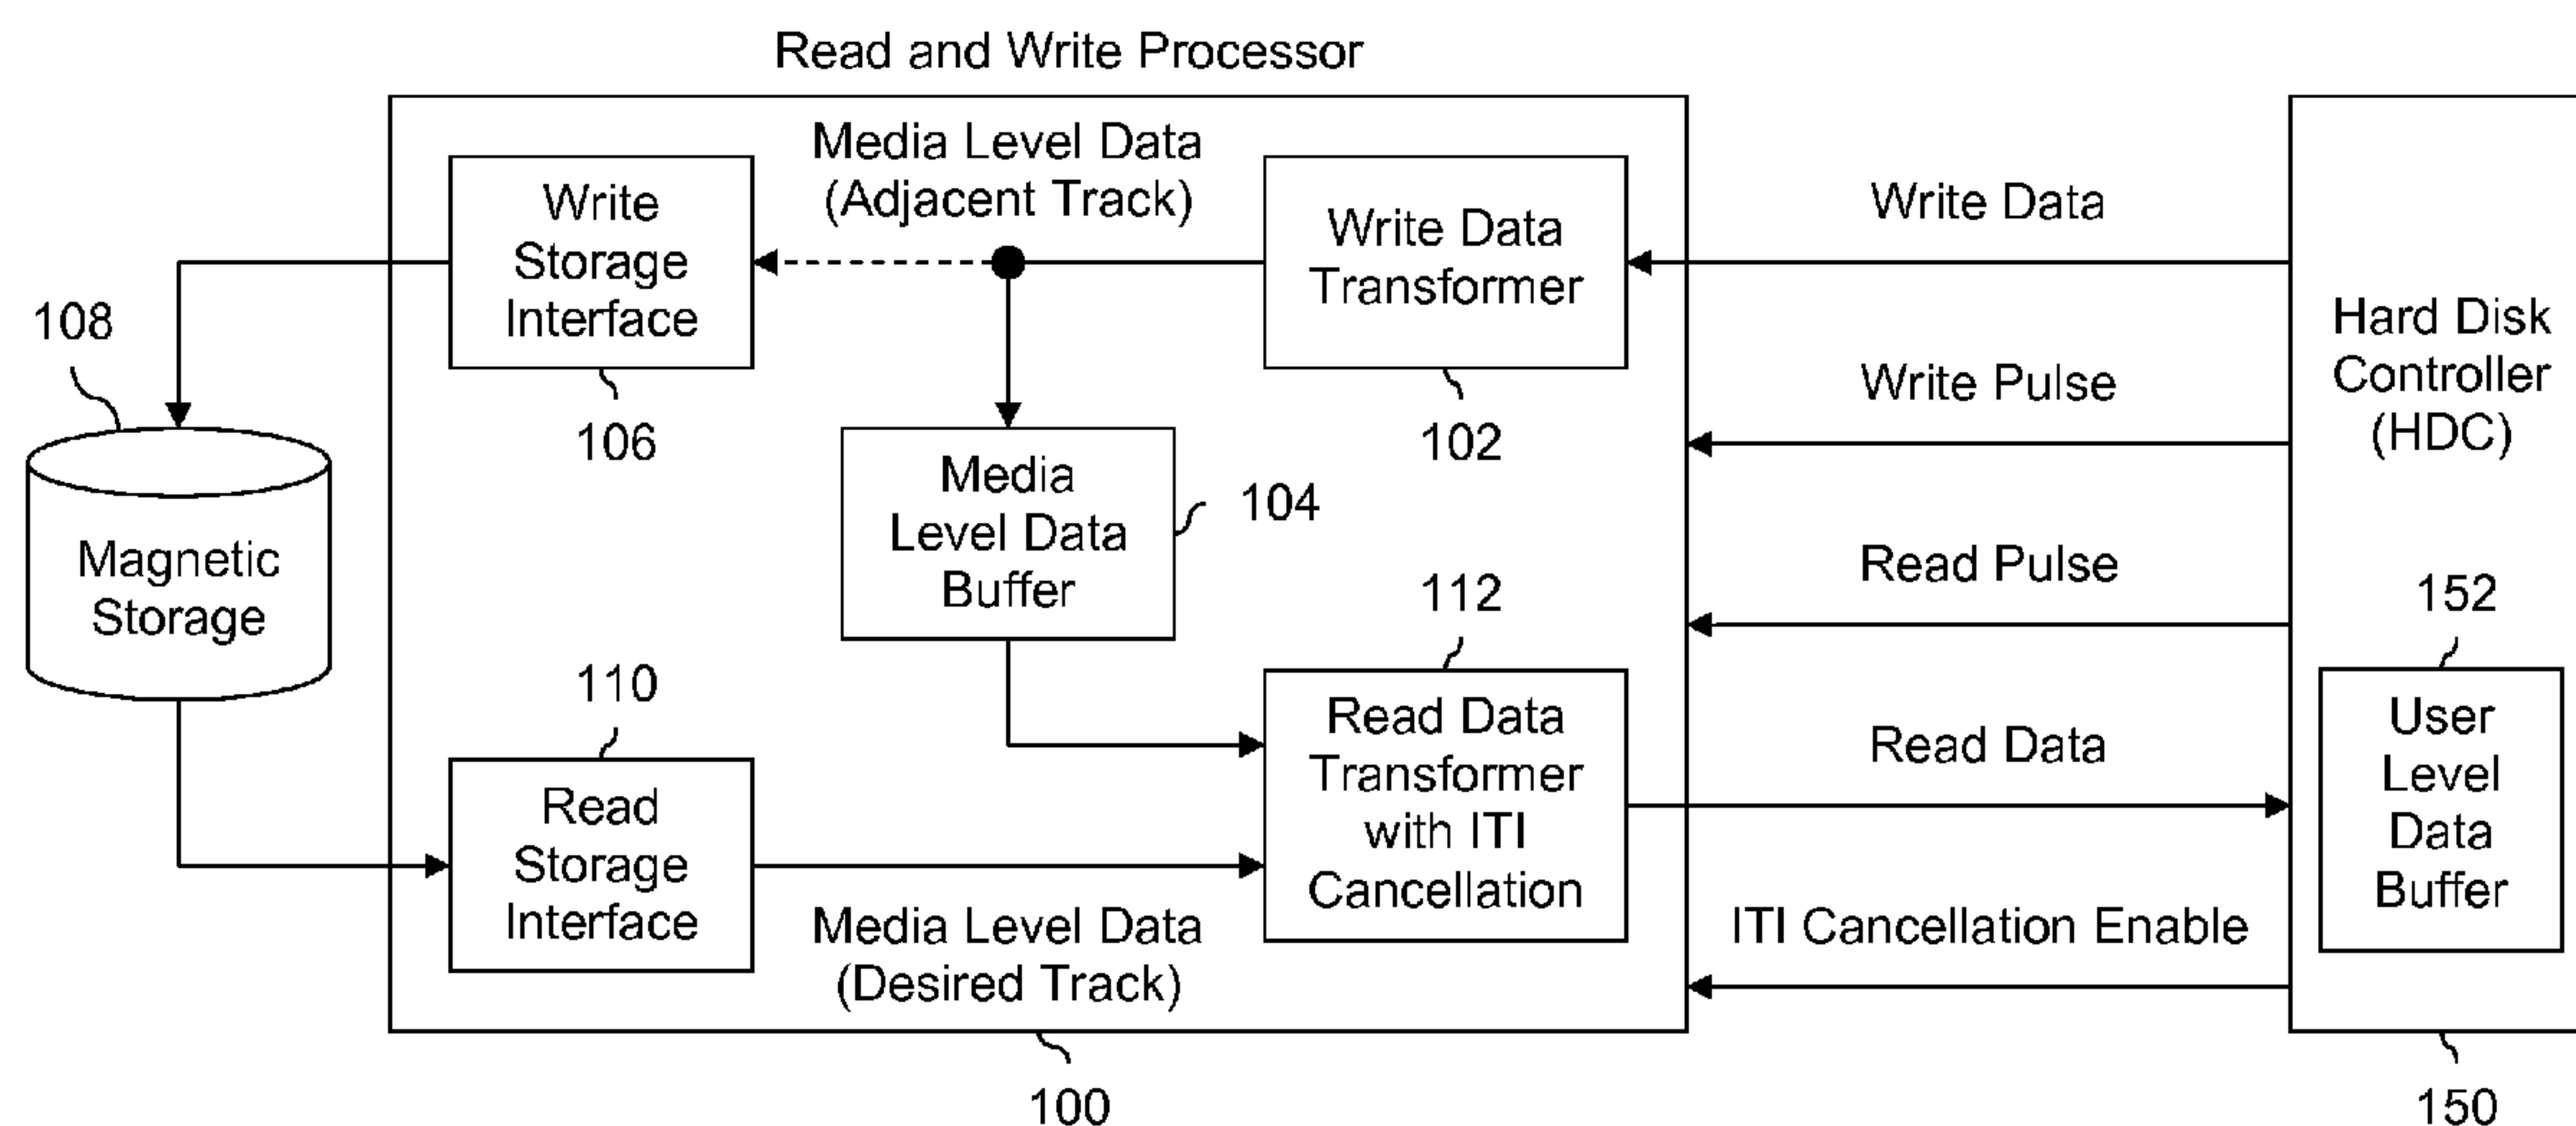 Read and Write Processor
Media Level Data
(Adjacent Track)
Write
Storage
Interface
106
Write Data
Transformer
102
Write Data
Write Pulse
Read Pulse
Read Data
ITI Cancellation Enable
Hard Disk
Controller
(HDC)
152
User
Level
Data
Buffer
150
108
Magnetic
Storage
Media
Level Data
Buffer
104
112
Read Data
Transformer
with ITI
Cancellation
110
Read
Storage
Interface
Media Level Data
(Desired Track)
100